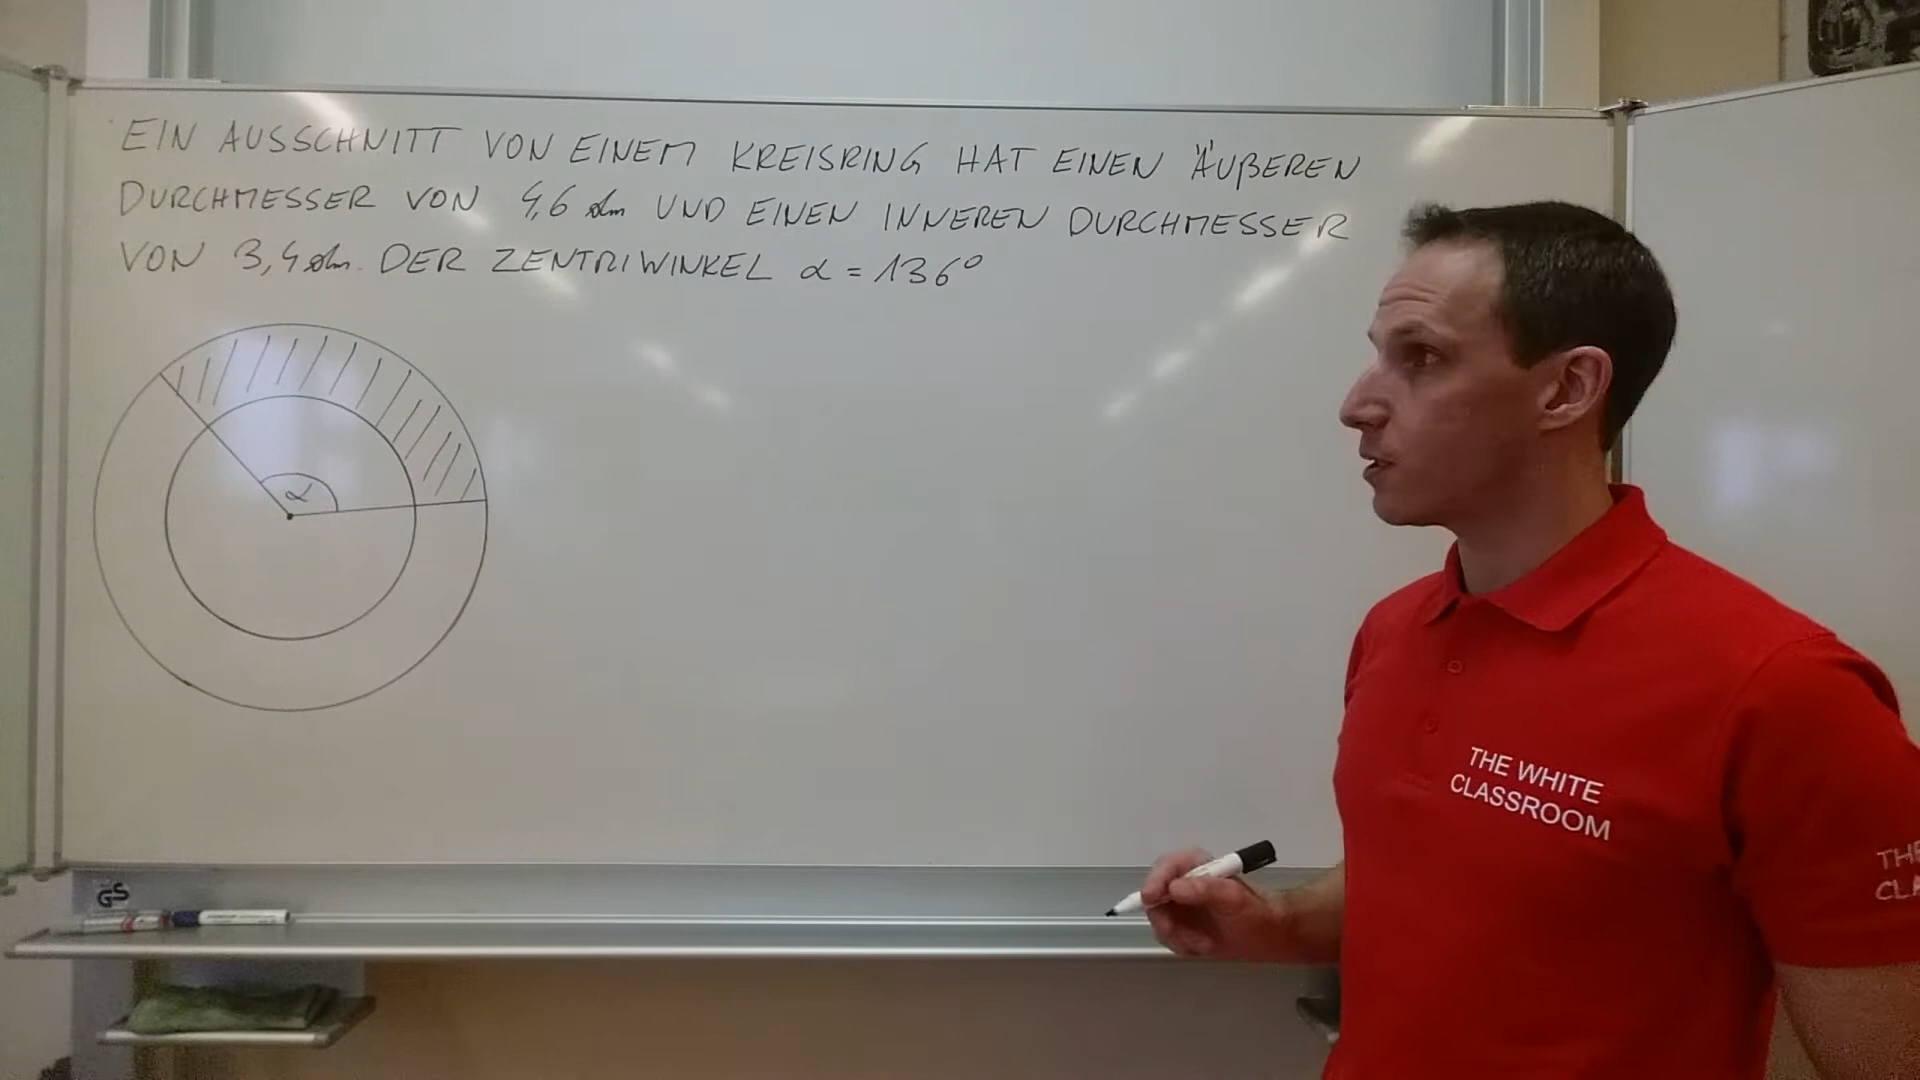 EIN AUSSCHNITT VON EINEM KREISRING HAT EINEN ÄUßEREN
DURCHMESSER VON 4,6 dm UND EINEN INNEREN DURCHMESSER
VON 3,4 dm. DER ZENTRIWINKEL α = 136°
α
THE WHITE
CLASSROOM
GS